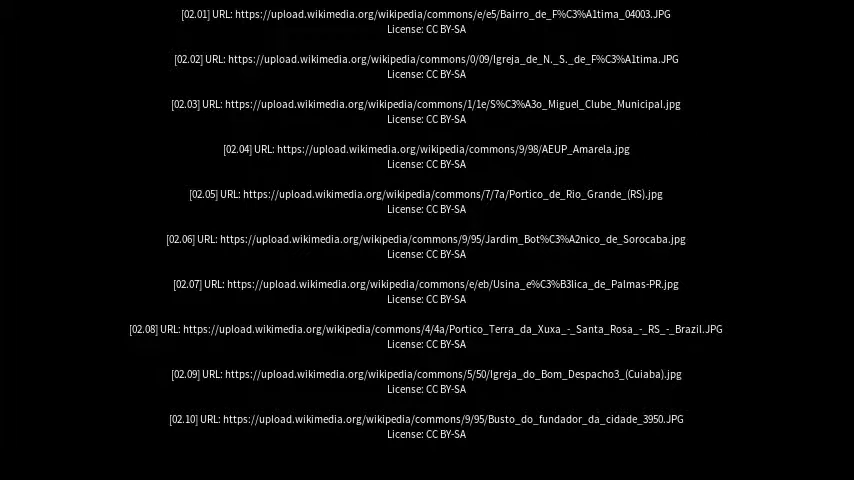 [02.01] URL: https://upload.wikimedia.org/wikipedia/commons/e/e5/Bairro_de_F%C3%A1tima_04003.JPG
License: CC BY-SA
[02.02] URL: https://upload.wikimedia.org/wikipedia/commons/0/09/Igreja_de_N._S._de_F%C3%A1tima.JPG
License: CC BY-SA
[02.03] URL: https://upload.wikimedia.org/wikipedia/commons/1/1e/S%C3%A3o_Miguel_Clube_Municipal.jpg
License: CC BY-SA
[02.04] URL: https://upload.wikimedia.org/wikipedia/commons/9/98/AEUP_Amarela.jpg
License: CC BY-SA
[02.05] URL: https://upload.wikimedia.org/wikipedia/commons/7/7a/Portico_de_Rio_Grande_(RS).jpg
License: CC BY-SA
[02.06] URL: https://upload.wikimedia.org/wikipedia/commons/9/95/Jardim_Bot%C3%A2nico_de_Sorocaba.jpg
License: CC BY-SA
[02.07] URL: https://upload.wikimedia.org/wikipedia/commons/e/eb/Usina_e%C3%B3lica_de_Palmas-PR.jpg
License: CC BY-SA
[02.08] URL: https://upload.wikimedia.org/wikipedia/commons/4/4a/Portico_Terra_da_Xuxa_-_Santa_Rosa_-_RS_-_Brazil.JPG
License: CC BY-SA
[02.09] URL: https://upload.wikimedia.org/wikipedia/commons/5/50/Igreja_do_Bom_Despacho3_(Cuiaba).jpg
License: CC BY-SA
[02.10] URL: https://upload.wikimedia.org/wikipedia/commons/9/95/Busto_do_fundador_da_cidade_3950.JPG
License: CC BY-SA